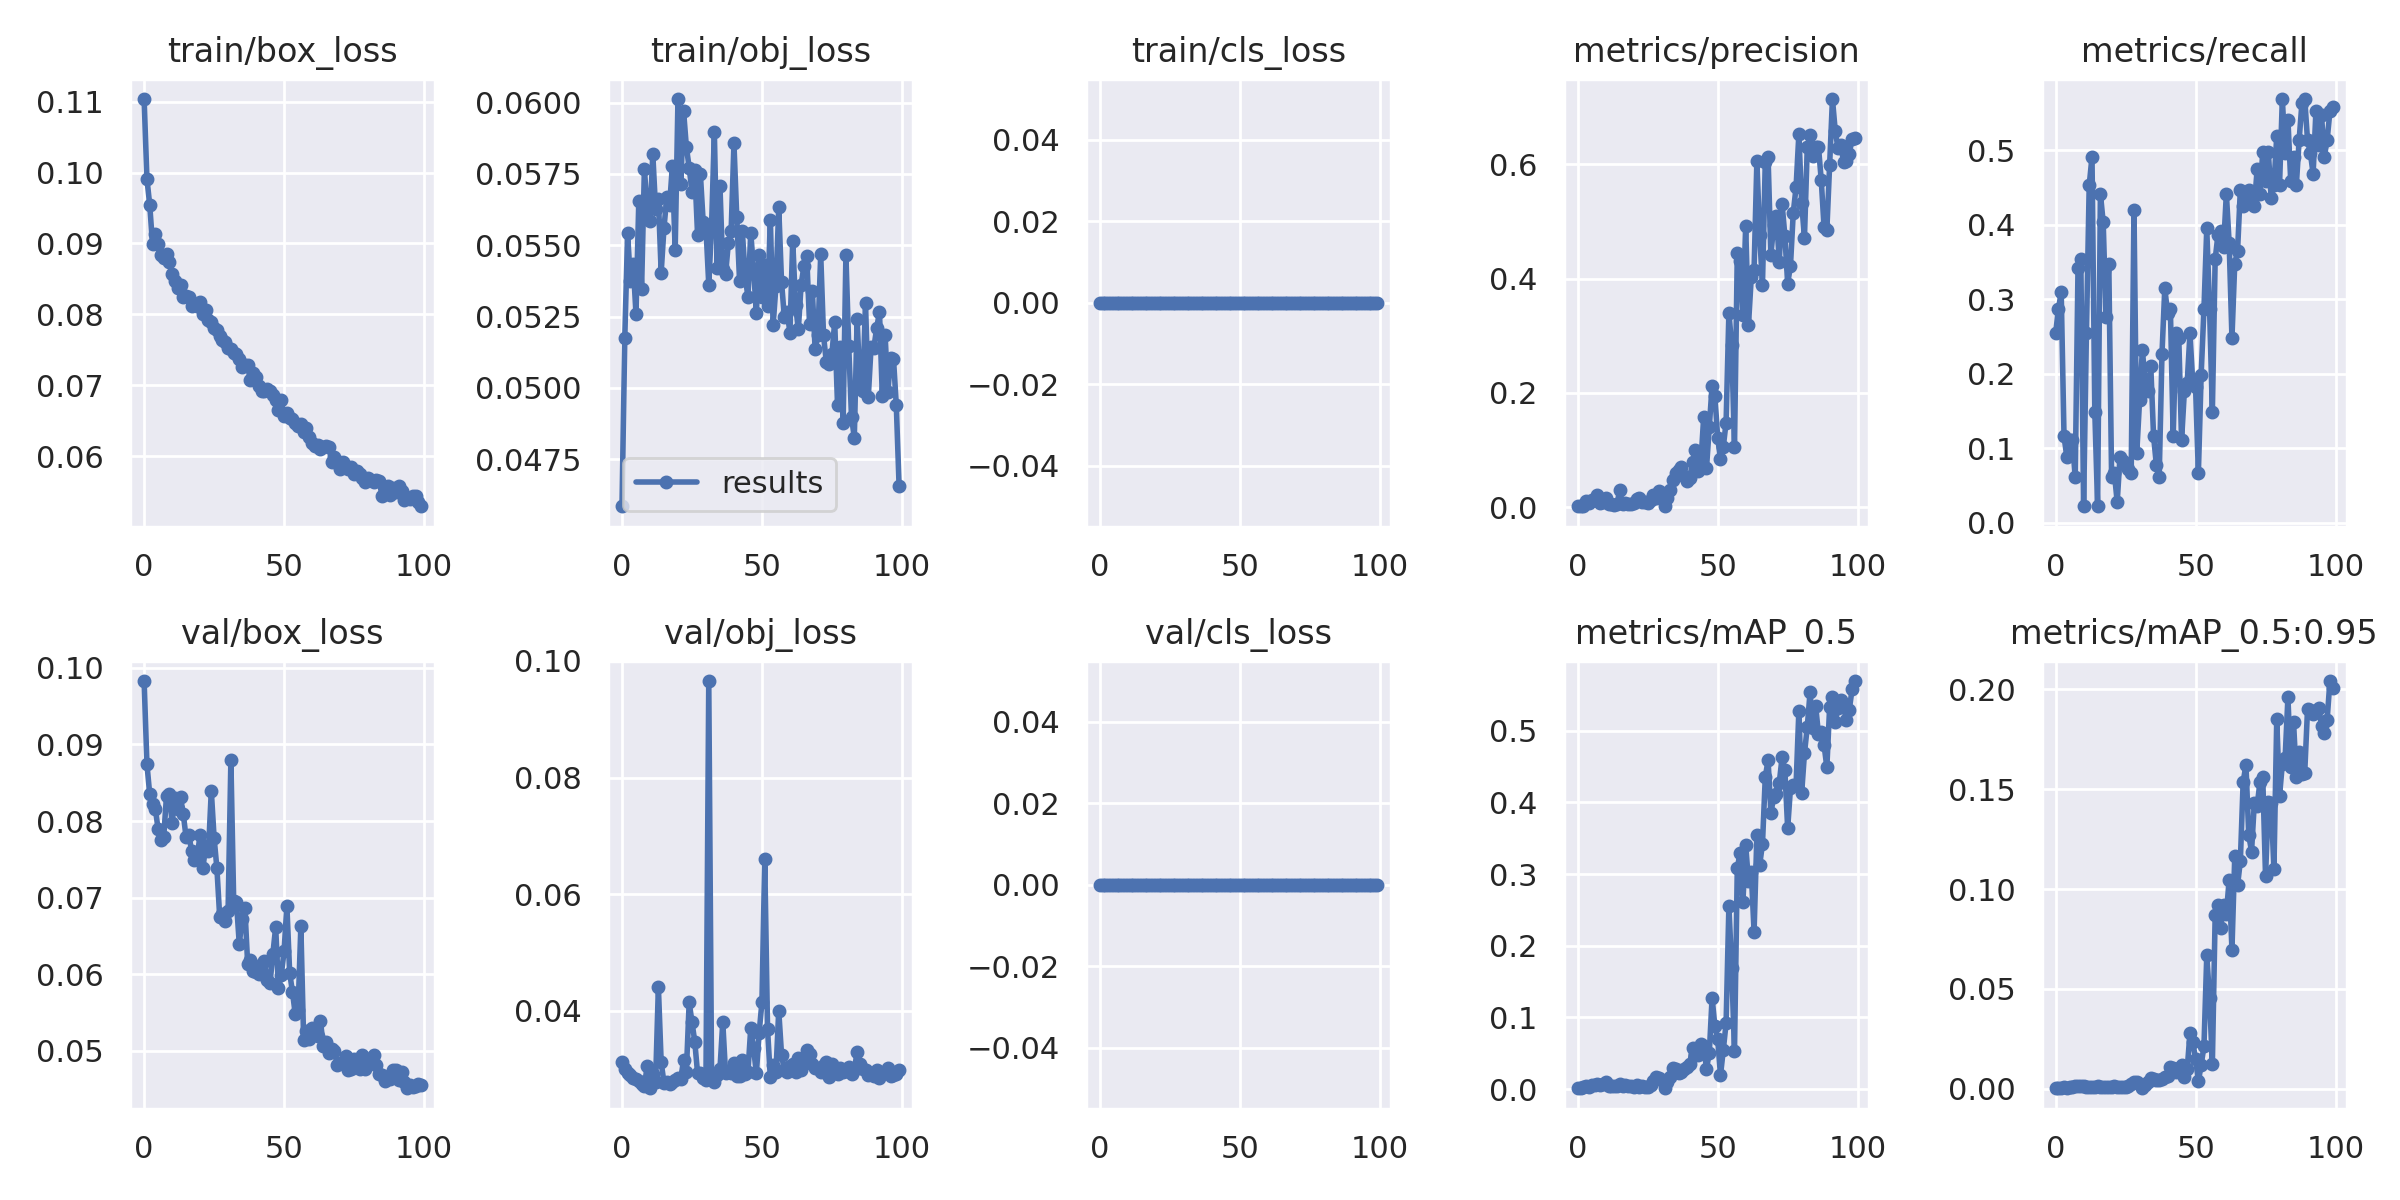 train/box_loss
0.11
0.10
0.09
0.08
0.07
0.06
0 50 100
train/obj_loss
0.0600
0.0575
0.0550
0.0525
0.0500
0.0475
results
0 50 100
train/cls_loss
0.04
0.02
0.00
−0.02
−0.04
0 50 100
metrics/precision
0.6
0.4
0.2
0.0
0 50 100
metrics/recall
0.5
0.4
0.3
0.2
0.1
0.0
0 50 100
val/box_loss
0.10
0.09
0.08
0.07
0.06
0.05
0 50 100
val/obj_loss
0.10
0.08
0.06
0.04
0 50 100
val/cls_loss
0.04
0.02
0.00
−0.02
−0.04
0 50 100
metrics/mAP_0.5
0.5
0.4
0.3
0.2
0.1
0.0
0 50 100
metrics/mAP_0.5:0.95
0.20
0.15
0.10
0.05
0.00
0 50 100